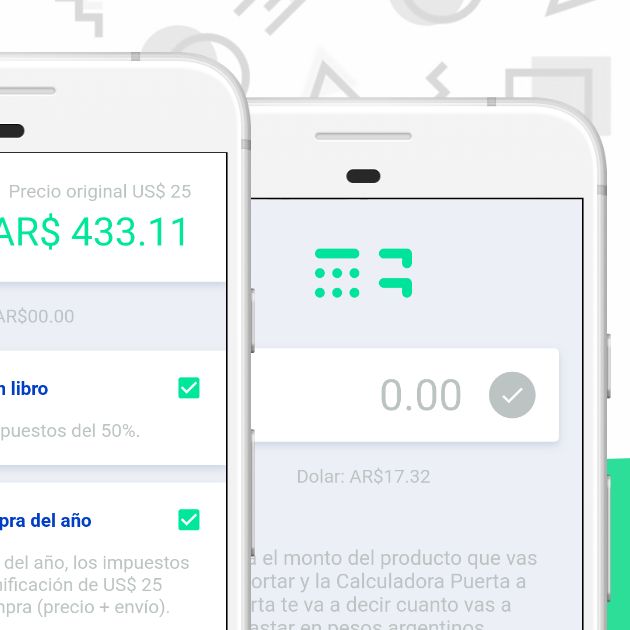 Precio original US$ 25
AR$ 433.11
AR$00.00
libro
puestos del 50%.
pra del año
del año, los impuestos
nificación de US$ 25
mpra (precio + envío).
0.00
Dolar: AR$17.32
el monto del producto que vas
ortar y la Calculadora Puerta a
rta te va a decir cuanto vas a
astar en pesos argentinos